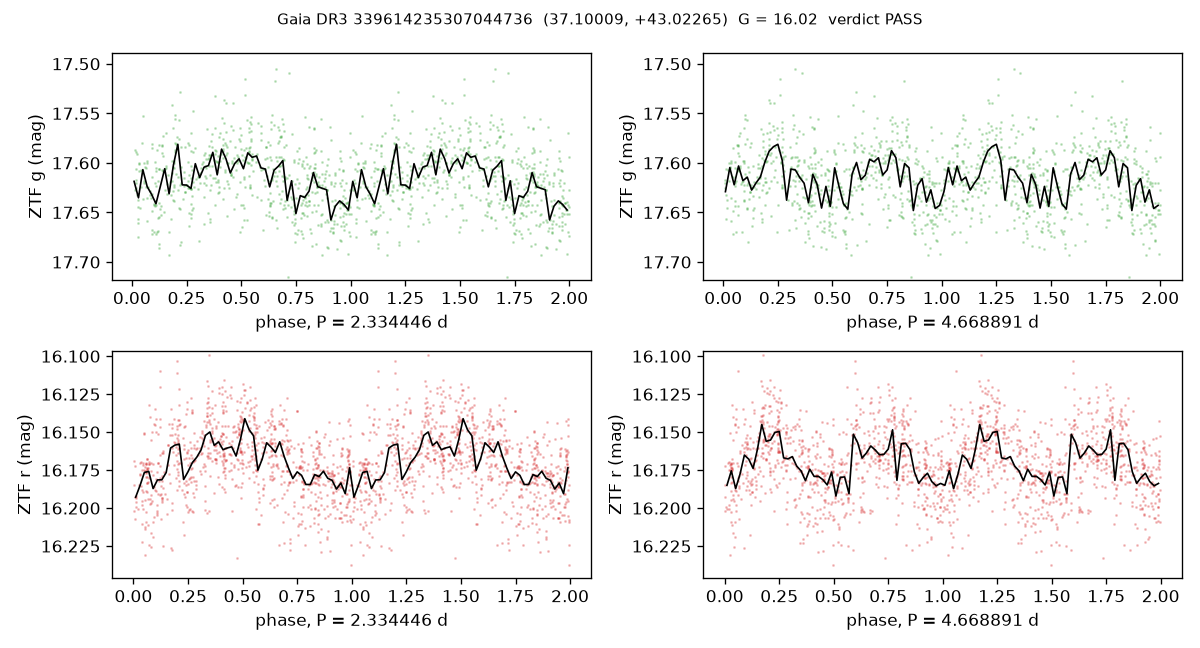 Gaia DR3 339614235307044736  (37.10009, +43.02265)  G = 16.02  verdict PASS
ZTF g (mag)
17.50
17.55
17.60
17.65
17.70
0.00 0.25 0.50 0.75 1.00 1.25 1.50 1.75 2.00
phase, P = 2.334446 d
ZTF g (mag)
17.50
17.55
17.60
17.65
17.70
0.00 0.25 0.50 0.75 1.00 1.25 1.50 1.75 2.00
phase, P = 4.668891 d
ZTF r (mag)
16.100
16.125
16.150
16.175
16.200
16.225
0.00 0.25 0.50 0.75 1.00 1.25 1.50 1.75 2.00
phase, P = 2.334446 d
ZTF r (mag)
16.100
16.125
16.150
16.175
16.200
16.225
0.00 0.25 0.50 0.75 1.00 1.25 1.50 1.75 2.00
phase, P = 4.668891 d